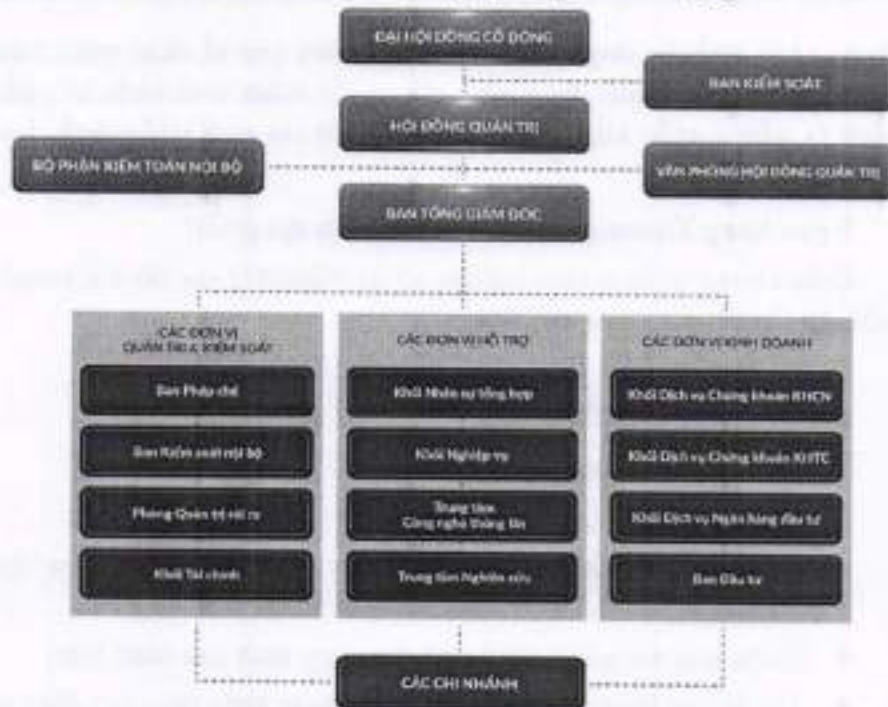 ĐẠI HỘI ĐỒNG CỔ ĐÔNG
BAN KIỂM SOÁT
HỘI ĐỒNG QUẢN TRỊ
BỘ PHẬN KIỂM TOÁN NỘI BỘ
VĂN PHÒNG HỘI ĐỒNG QUẢN TRỊ
BAN TỔNG GIÁM ĐỐC
CÁC ĐƠN VỊ
QUẢN TRỊ & KIỂM SOÁT
Ban Pháp chế
Ban Kiểm soát nội bộ
Phòng Quản trị rủi ro
Khối Tài chính
CÁC ĐƠN VỊ HỖ TRỢ
Khối Nhân sự tổng hợp
Khối Nghiệp vụ
Trung tâm
Công nghệ thông tin
Trung tâm Nghiên cứu
CÁC ĐƠN VỊ KINH DOANH
Khối Dịch vụ Chứng khoán KHCN
Khối Dịch vụ Chứng khoán KHTC
Khối Dịch vụ Ngân hàng đầu tư
Ban Đầu tư
CÁC CHI NHÁNH